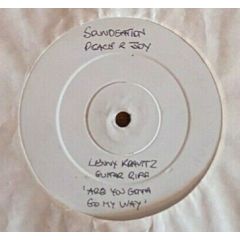 SOUNDSATION
PEACE & JOY
LENNY KRAVITZ
GUITAR RIFF
'ARE YOU GONNA
GO MY WAY'